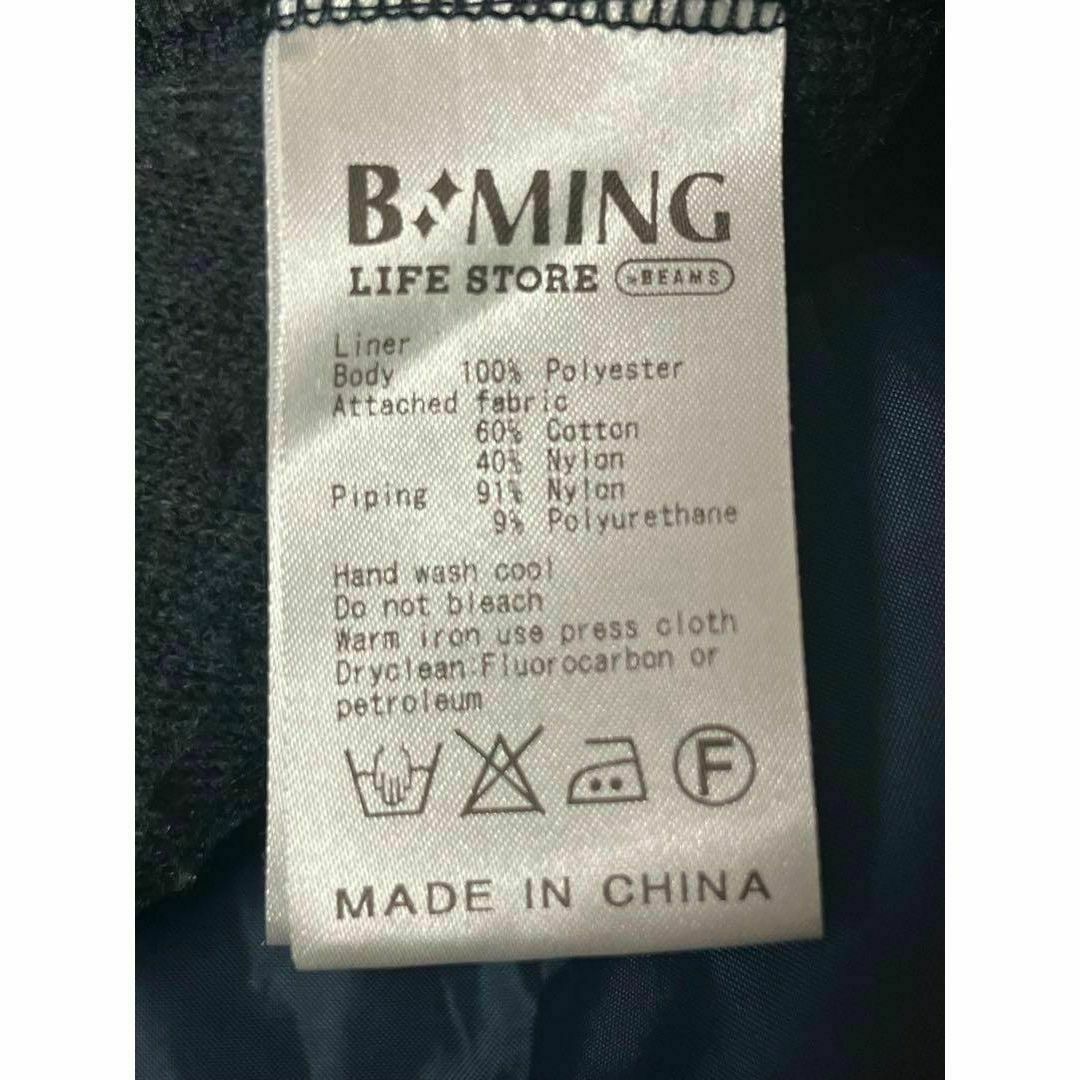 B MING
LIFE STORE BEAMS
Liner
Body 100% Polyester
Attached fabric
60% Cotton
40% Nylon
Piping 91% Nylon
9% Polyurethane
Hand wash cool
Do not bleach
Warm iron use press cloth
Dryclean:Fluorocarbon or
petroleum
F
MADE IN CHINA